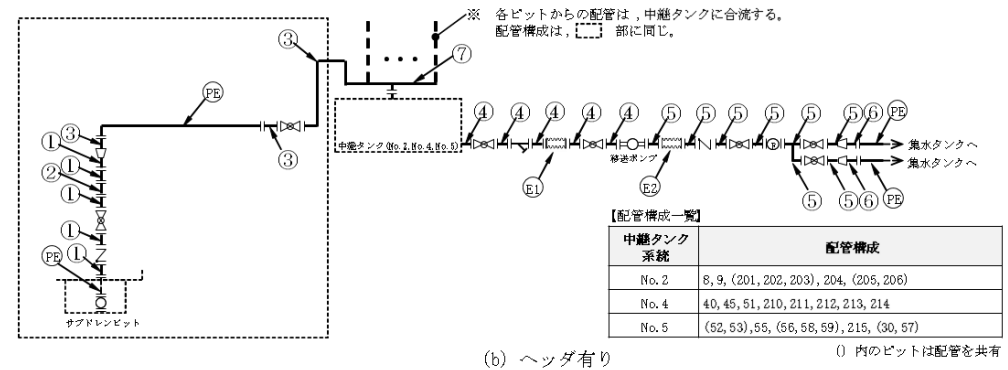 ※ 各ピットからの配管は，中継タンクに合流する。
配管構成は， 部に同じ。
③
⑦
PE
③
①
①
②
①
①
PE
①
③
サブドレンピット
中継タンク(No.2,No.4,No.5)
④ ④ ④ ④ ④ ⑤ ⑤ ⑤ ⑤ ⑤ ⑤ ⑥ PE
E1
移送ポンプ
E2
P
集水タンクへ
集水タンクへ
⑤ ⑤ ⑥ PE
【配管構成一覧】
中継タンク系統 配管構成
No.2 8,9,(201,202,203),204,(205,206)
No.4 40,45,51,210,211,212,213,214
No.5 (52,53),55,(56,58,59),215,(30,57)
() 内のピットは配管を共有
(b) ヘッダ有り